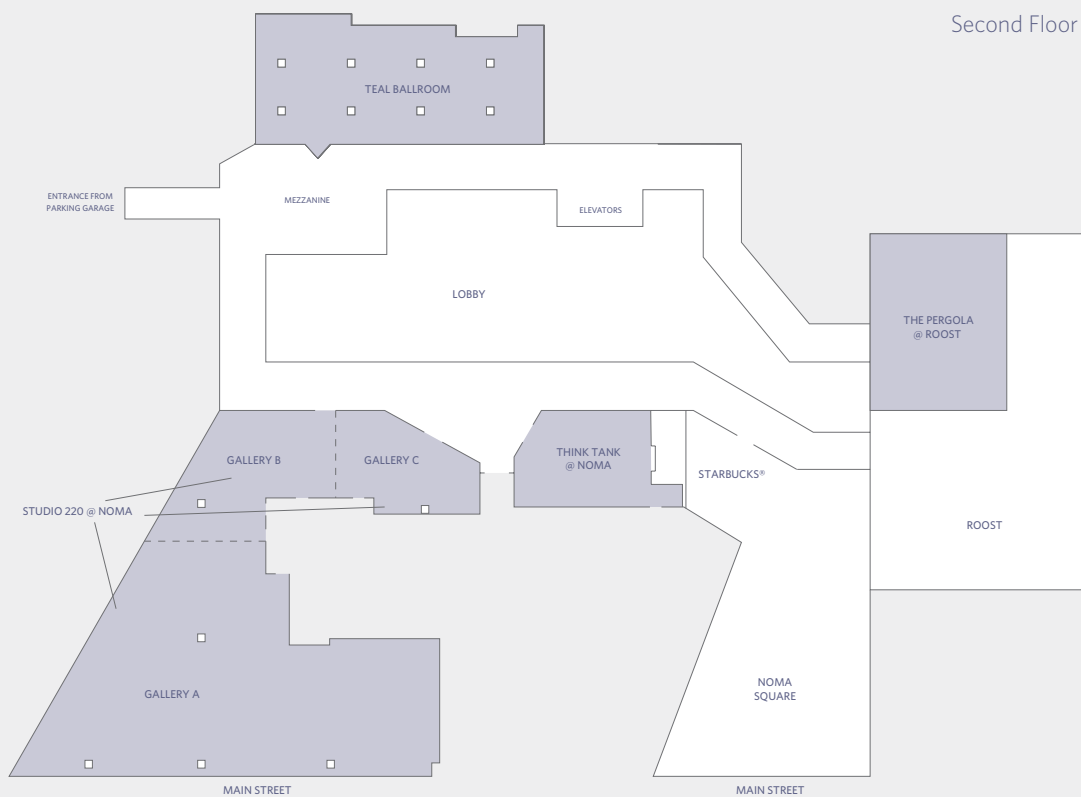 Second Floor
TEAL BALLROOM
ENTRANCE FROM
PARKING GARAGE
MEZZANINE
ELEVATORS
LOBBY
THE PERGOLA
@ ROOST
GALLERY B
GALLERY C
THINK TANK
@ NOMA
STARBUCKS®
STUDIO 220 @ NOMA
ROOST
GALLERY A
NOMA
SQUARE
MAIN STREET
MAIN STREET